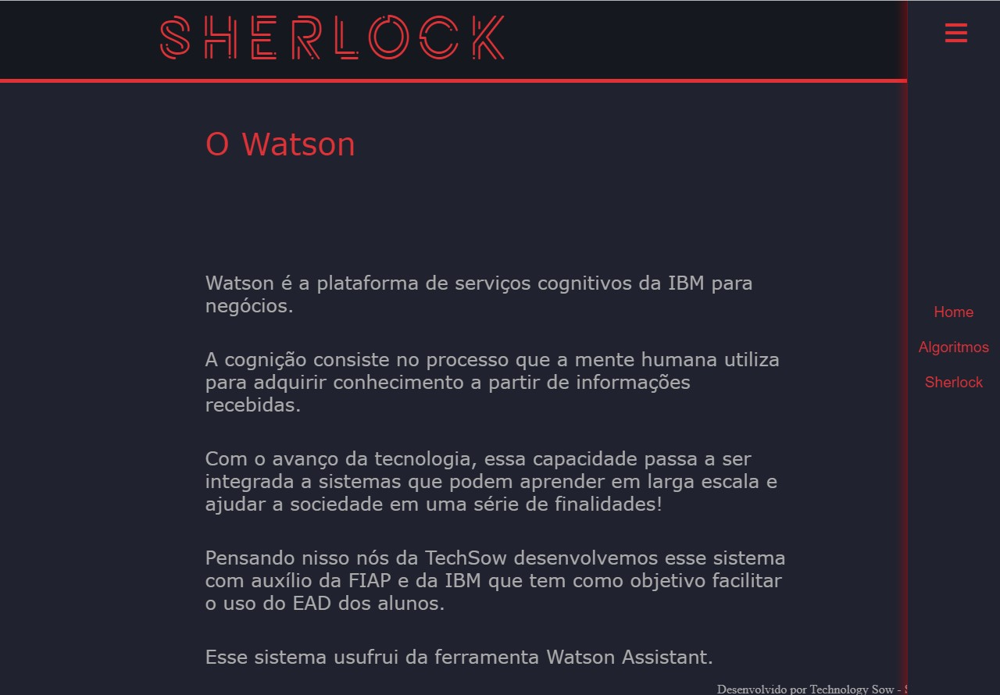 SHERLOCK
O Watson
Watson é a plataforma de serviços cognitivos da IBM para
negócios.
A cognição consiste no processo que a mente humana utiliza
para adquirir conhecimento a partir de informações
recebidas.
Com o avanço da tecnologia, essa capacidade passa a ser
integrada a sistemas que podem aprender em larga escala e
ajudar a sociedade em uma série de finalidades!
Pensando nisso nós da TechSow desenvolvemos esse sistema
com auxílio da FIAP e da IBM que tem como objetivo facilitar
o uso do EAD dos alunos.
Esse sistema usufrui da ferramenta Watson Assistant.
Desenvolvido por Technology Sow -
Home
Algoritmos
Sherlock